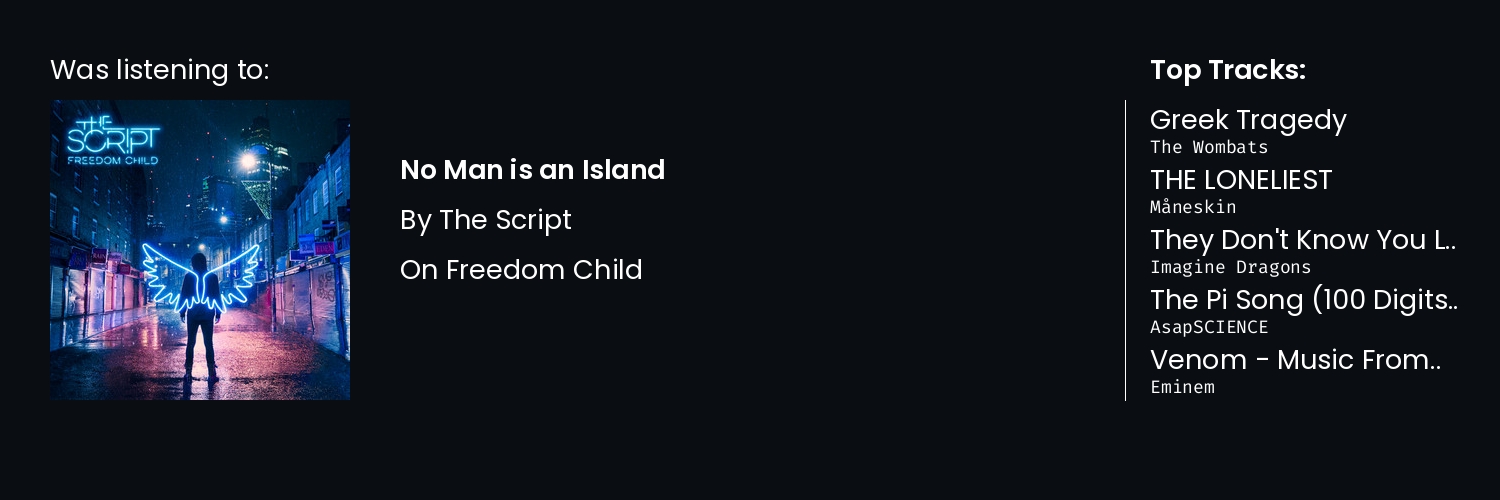 Was listening to:
THE
SCRIPT
FREEDOM CHILD
No Man is an Island
By The Script
On Freedom Child
Top Tracks:
Greek Tragedy
The Wombats
THE LONELIEST
Måneskin
They Don't Know You L..
Imagine Dragons
The Pi Song (100 Digits..
AsapSCIENCE
Venom - Music From..
Eminem